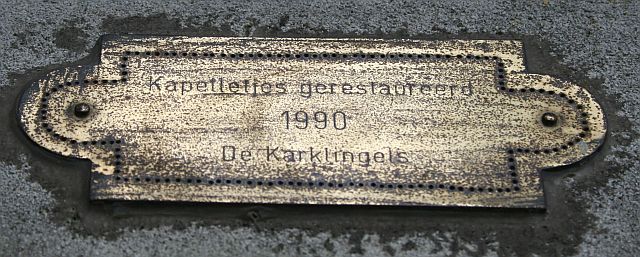 Kapelletjes gerestaureerd
1990
De Karklingels